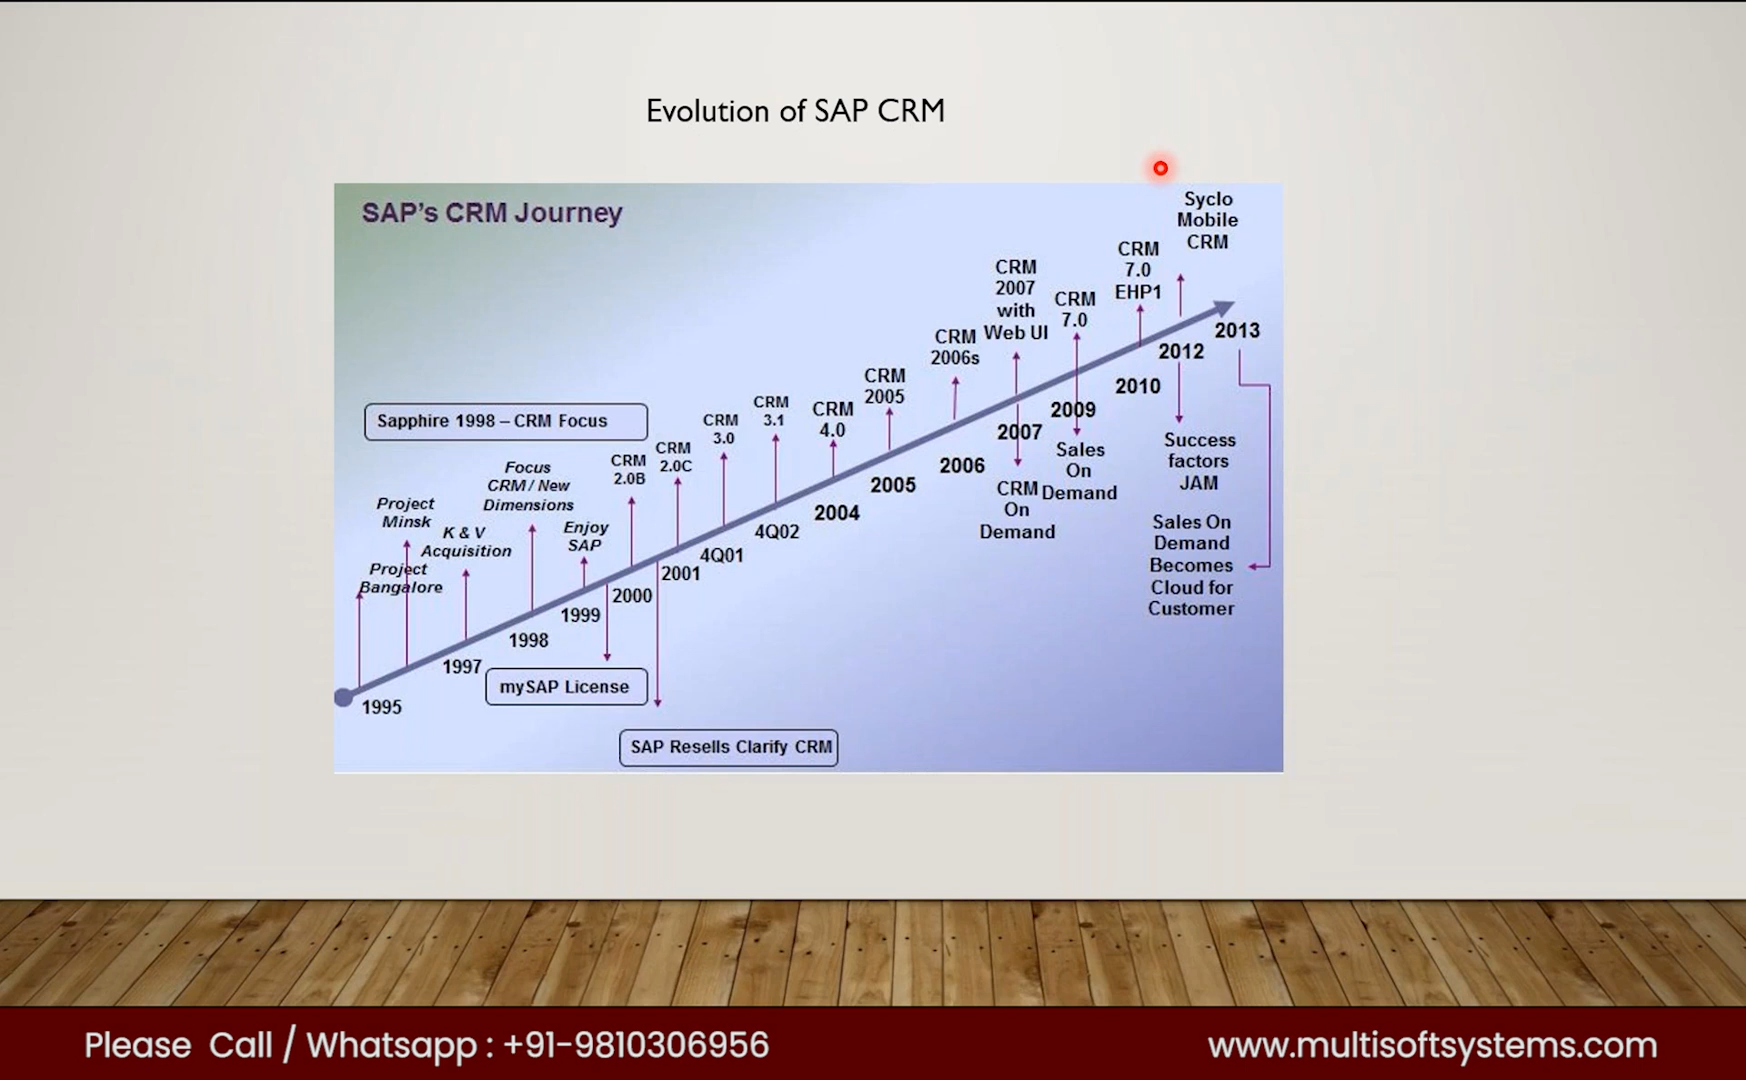 Evolution of SAP CRM
SAP's CRM Journey
Syclo
Mobile
CRM
CRM
7.0
EHP1
CRM
2007
with
Web UI
CRM
7.0
CRM
2006s
CRM
2005
CRM
4.0
CRM
3.1
CRM
3.0
CRM
2.0C
CRM
2.0B
Sapphire 1998 – CRM Focus
Focus
CRM / New
Dimensions
Enjoy
SAP
Project
Minsk
K & V
Acquisition
Project
Bangalore
1995
1997
1998
1999
2000
2001
4Q01
4Q02
2004
2005
2006
2007
2009
2010
2012
2013
mySAP License
SAP Resells Clarify CRM
CRM
On
Demand
Sales
On
Demand
Success
factors
JAM
Sales On
Demand
Becomes
Cloud for
Customer
Please Call / Whatsapp : +91-9810306956
www.multisoftsystems.com